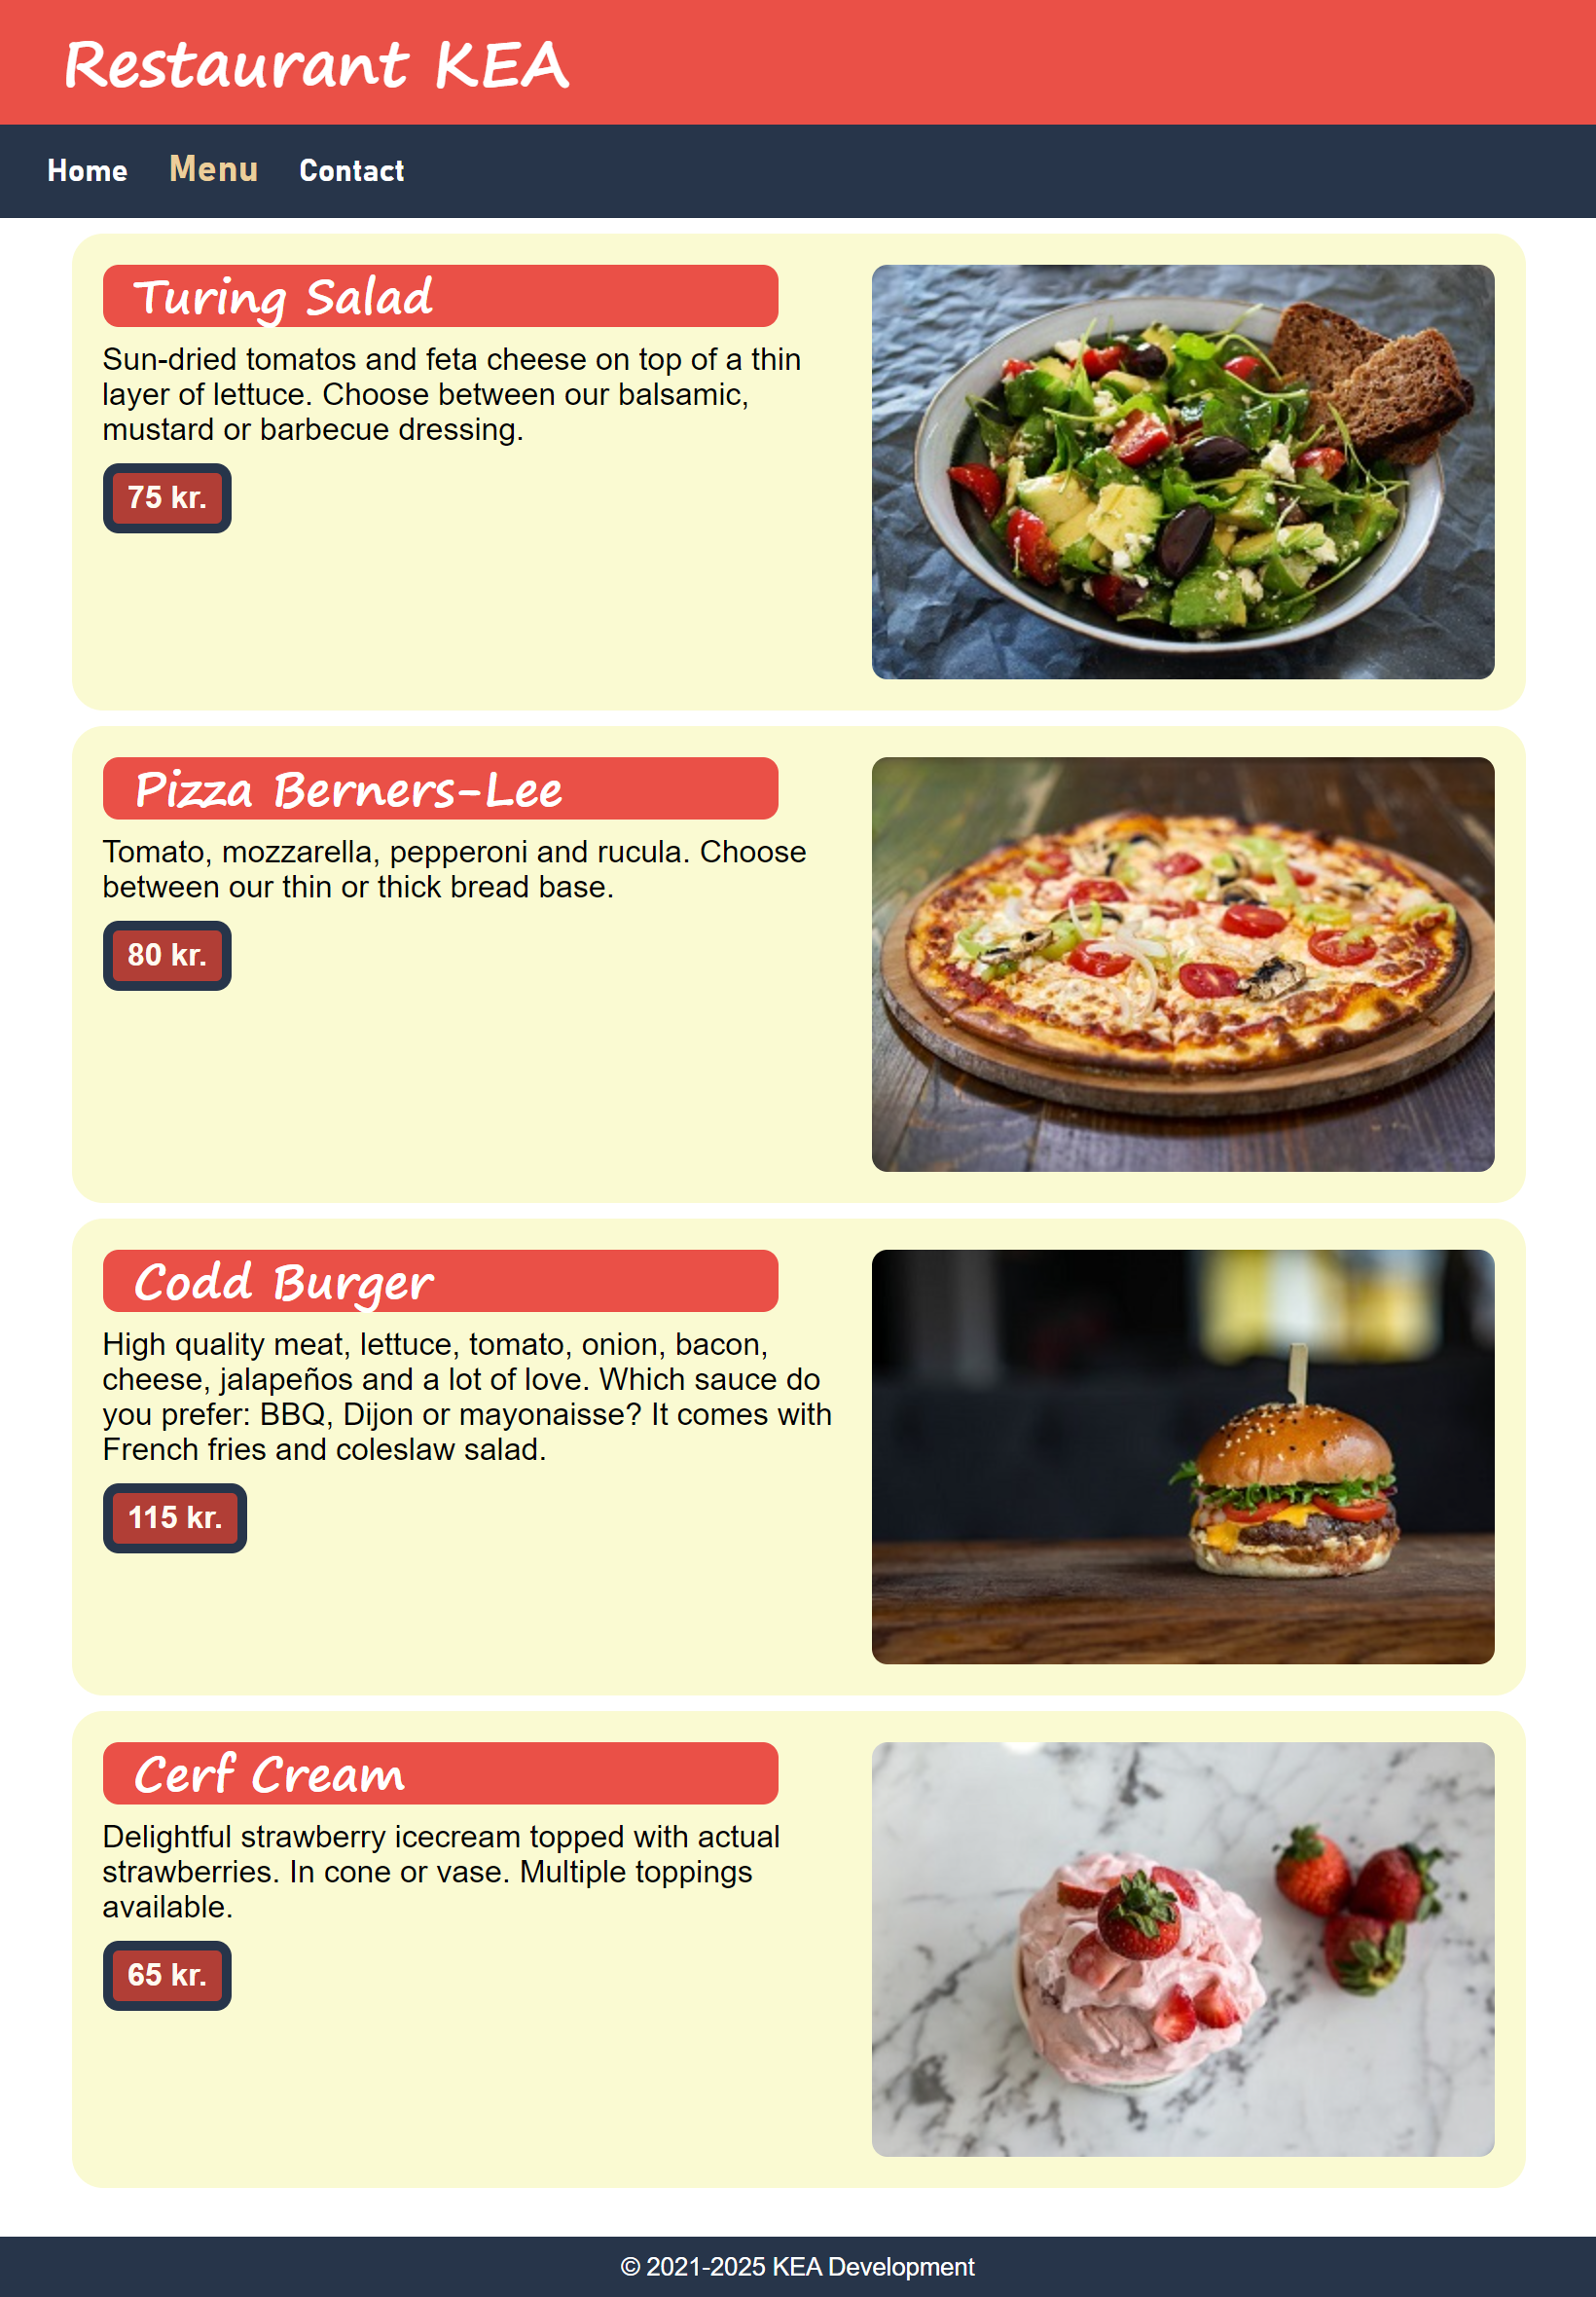 Restaurant KEA
Home Menu Contact
Turing Salad
Sun-dried tomatos and feta cheese on top of a thin
layer of lettuce. Choose between our balsamic,
mustard or barbecue dressing.
75 kr.
Pizza Berners-Lee
Tomato, mozzarella, pepperoni and rucula. Choose
between our thin or thick bread base.
80 kr.
Codd Burger
High quality meat, lettuce, tomato, onion, bacon,
cheese, jalapeños and a lot of love. Which sauce do
you prefer: BBQ, Dijon or mayonaisse? It comes with
French fries and coleslaw salad.
115 kr.
Cerf Cream
Delightful strawberry icecream topped with actual
strawberries. In cone or vase. Multiple toppings
available.
65 kr.
© 2021-2025 KEA Development